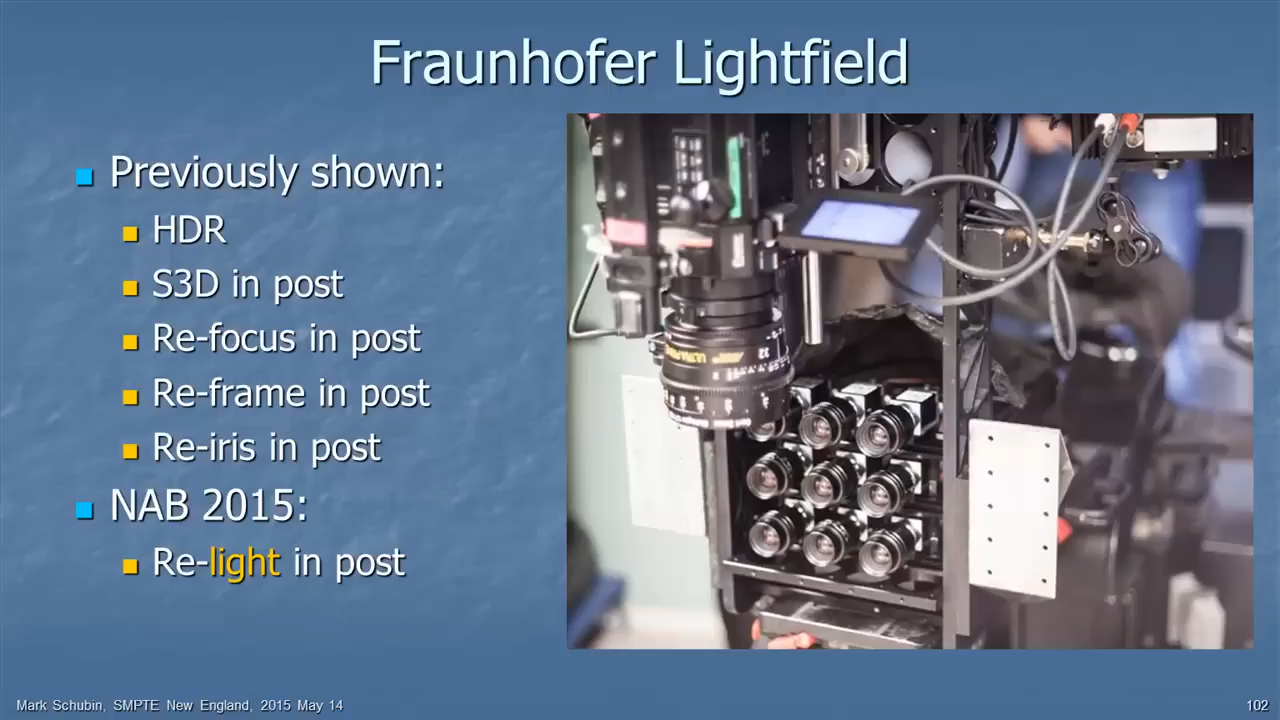 Fraunhofer Lightfield
Previously shown:
HDR
S3D in post
Re-focus in post
Re-frame in post
Re-iris in post
NAB 2015:
Re-light in post
Mark Schubin, SMPTE New England, 2015 May 14
102